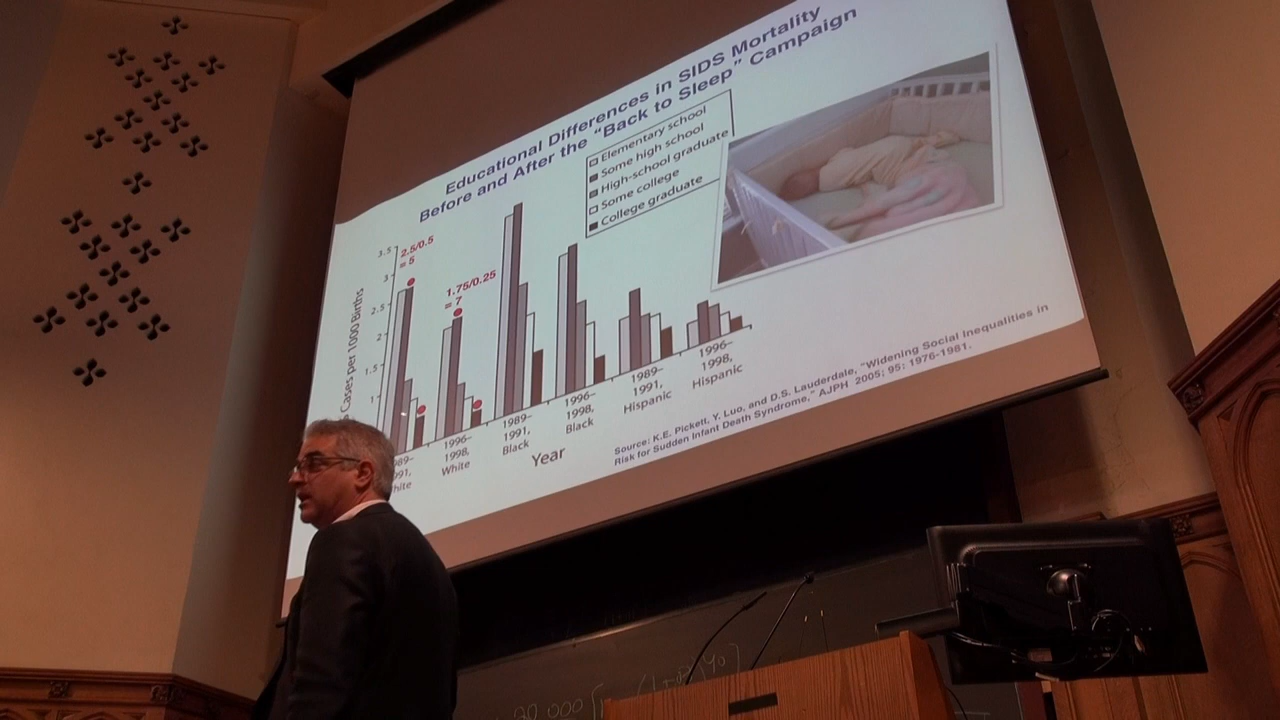 Educational Differences in SIDS Mortality
Before and After the “Back to Sleep” Campaign
Elementary school
Some high school
High-school graduate
Some college
College graduate
3.5
3
2.5
2
1.5
1
Cases per 1000 Births
2.5/0.5
= 5
1.75/0.25
= 7
89–
91,
hite
1996–
1998,
White
1989–
1991,
Black
1996–
1998,
Black
1989–
1991,
Hispanic
1996–
1998,
Hispanic
Year
Source: K.E. Pickett, Y. Luo, and D.S. Lauderdale, “Widening Social Inequalities in
Risk for Sudden Infant Death Syndrome,” AJPH 2005; 95: 1976-1981.